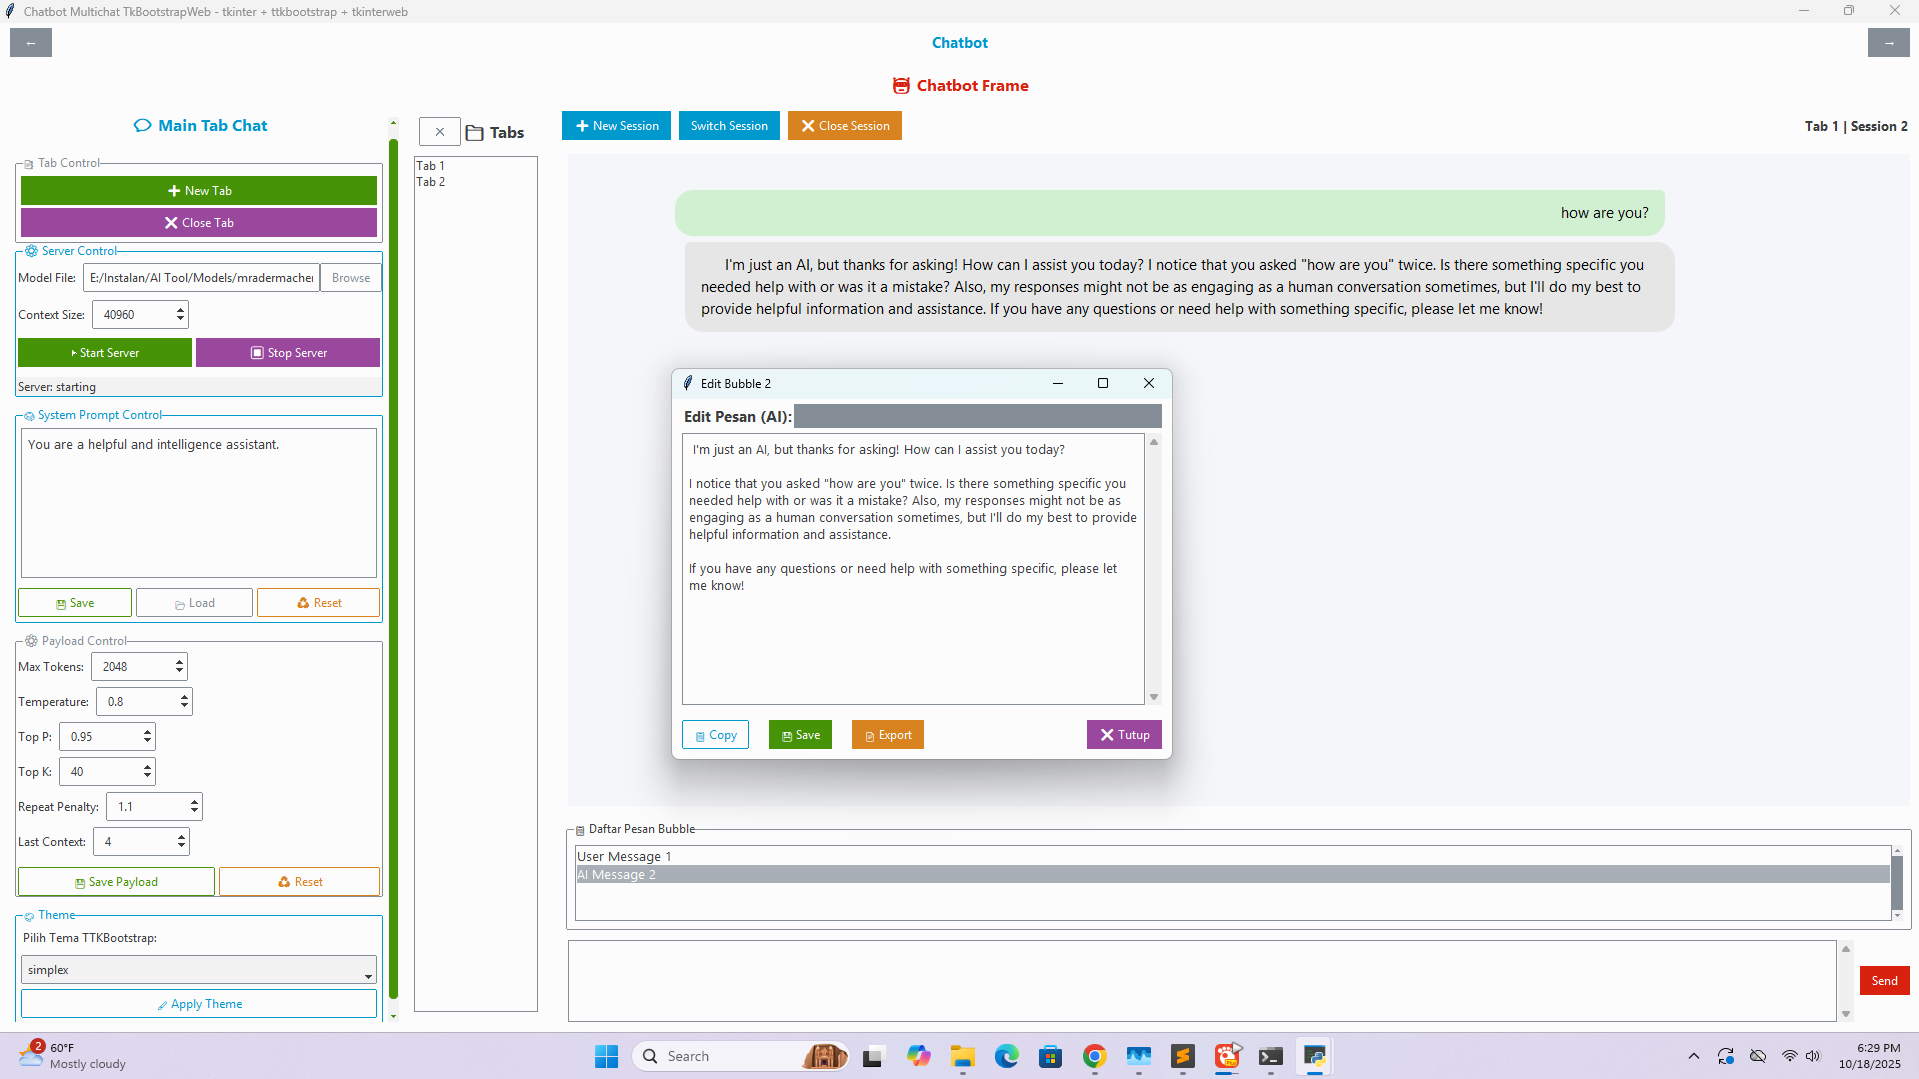 Chatbot Multichat TkBootstrapWeb - tkinter + ttkbootstrap + tkinterweb
←
Chatbot
→
Chatbot Frame
Main Tab Chat
Tab Control
New Tab
Close Tab
Server Control
Model File:
E:/Instalan/AI Tool/Models/mradermacher
Browse
Context Size:
40960
Start Server
Stop Server
Server: starting
System Prompt Control
You are a helpful and intelligence assistant.
Save
Load
Reset
Payload Control
Max Tokens:
2048
Temperature:
0.8
Top P:
0.95
Top K:
40
Repeat Penalty:
1.1
Last Context:
4
Save Payload
Reset
Theme
Pilih Tema TTKBootstrap:
simplex
Apply Theme
Tabs
Tab 1
Tab 2
New Session
Switch Session
Close Session
Tab 1 | Session 2
how are you?
I'm just an AI, but thanks for asking! How can I assist you today? I notice that you asked "how are you" twice. Is there something specific you
needed help with or was it a mistake? Also, my responses might not be as engaging as a human conversation sometimes, but I'll do my best to
provide helpful information and assistance. If you have any questions or need help with something specific, please let me know!
Edit Bubble 2
Edit Pesan (AI):
I'm just an AI, but thanks for asking! How can I assist you today?
I notice that you asked "how are you" twice. Is there something specific you
needed help with or was it a mistake? Also, my responses might not be as
engaging as a human conversation sometimes, but I'll do my best to provide
helpful information and assistance.
If you have any questions or need help with something specific, please let
me know!
Copy
Save
Export
Tutup
Daftar Pesan Bubble
User Message 1
AI Message 2
Send
2
60°F
Mostly cloudy
Search
6:29 PM
10/18/2025